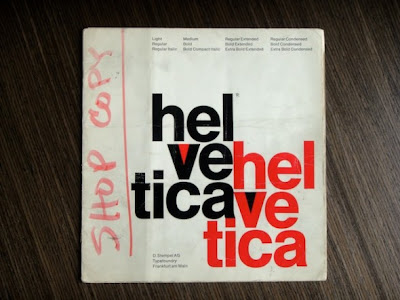 Light
Regular
Regular Italic
Medium
Bold
Bold Compact Italic
Regular Extended
Bold Extended
Extra Bold Extended
Regular Condensed
Bold Condensed
Extra Bold Condensed
SHOP COPY
hel
ve
tica
hel
ve
tica
D. Stempel AG
Typefoundry
Frankfurt am Main